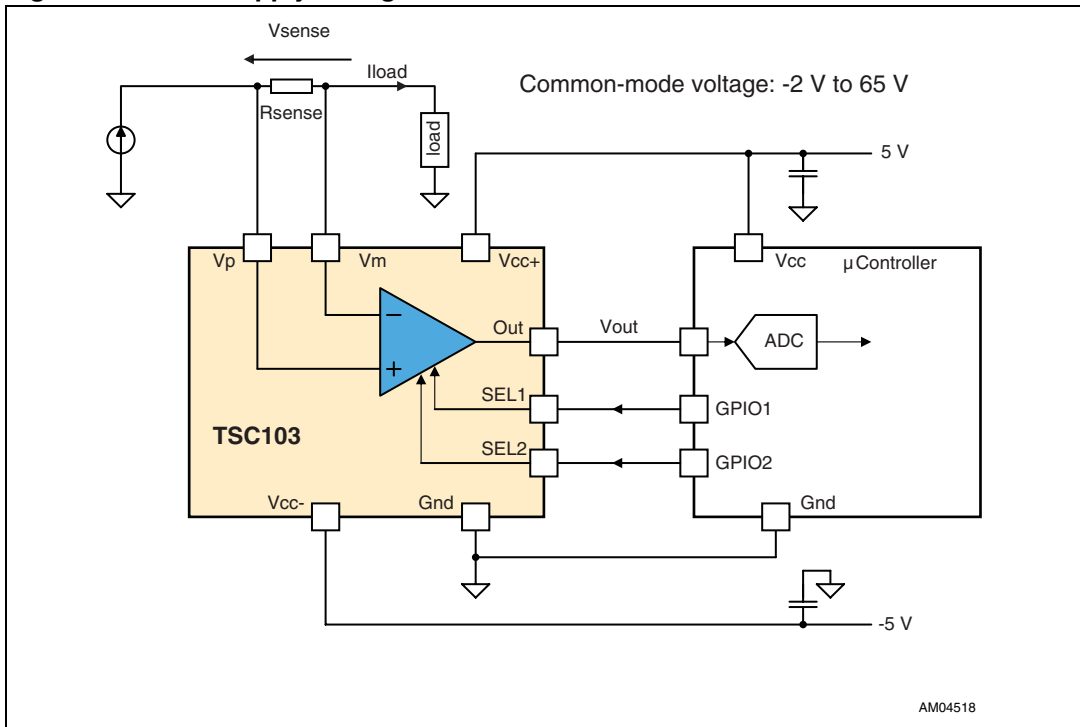 Vsense
Iload
Common-mode voltage: -2 V to 65 V
Rsense
load
5 V
Vp
Vm
Vcc+
Vcc
µController
Out
Vout
ADC
SEL1
GPIO1
TSC103
SEL2
GPIO2
Vcc-
Gnd
Gnd
-5 V
AM04518